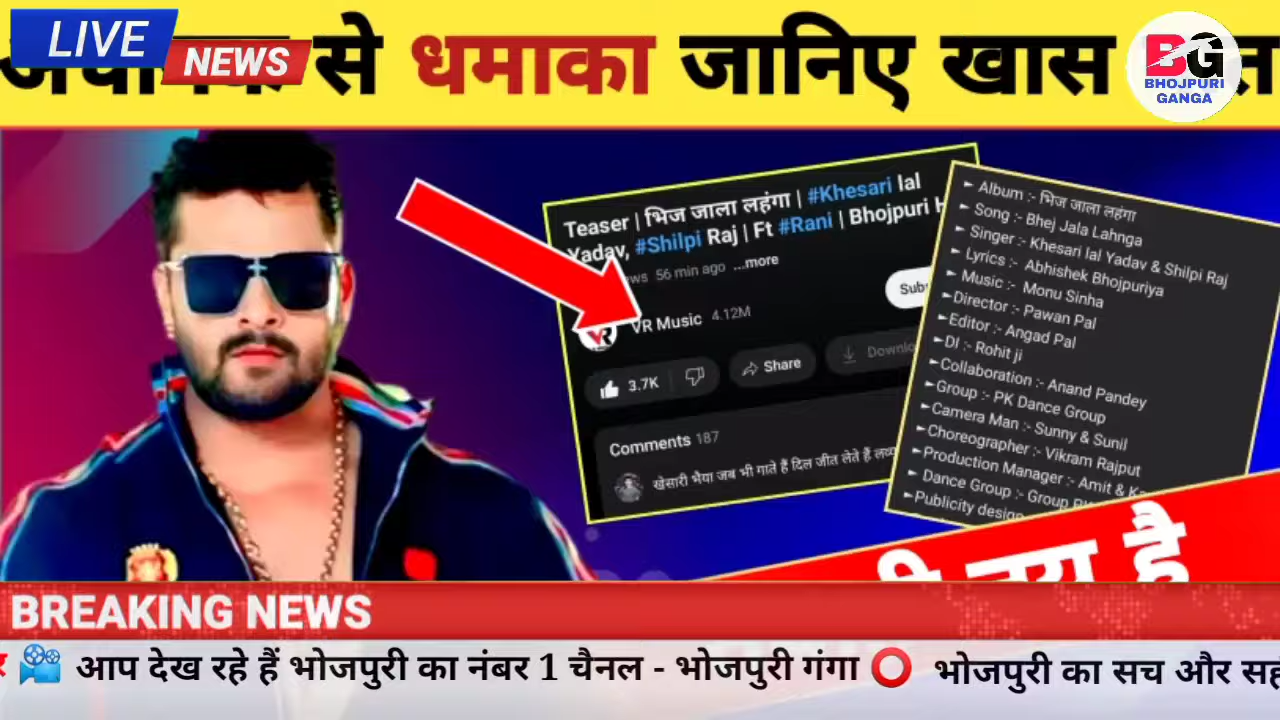 LIVE
NEWS
से धमाका जानिए खास
BG
BHOJPURI
GANGA
Teaser | भिज जाला लहंगा | #Khesari lal
Yadav, #Shilpi Raj | Ft #Rani | Bhojpuri
56 min ago ...more
VR Music 4.12M
3.7K
Share
Comments 187
खेसारी भैया जब भी गाते हैं दिल जीत लेते हैं
► Album :- भिज जाला लहंगा
► Song :- Bhej Jala Lahnga
► Singer :- Khesari lal Yadav & Shilpi Raj
► Lyrics :- Abhishek Bhojpuriya
► Music :- Monu Sinha
►Director :- Pawan Pal
►Editor :- Angad Pal
►DI :- Rohit ji
►Collaboration :- Anand Pandey
►Group :- PK Dance Group
►Camera Man :- Sunny & Sunil
►Choreographer :- Vikram Rajput
►Production Manager :- Amit &
► Dance Group :- Group
►Publicity design
है
BREAKING NEWS
आप देख रहे हैं भोजपुरी का नंबर 1 चैनल - भोजपुरी गंगा ⭕ भोजपुरी का सच और